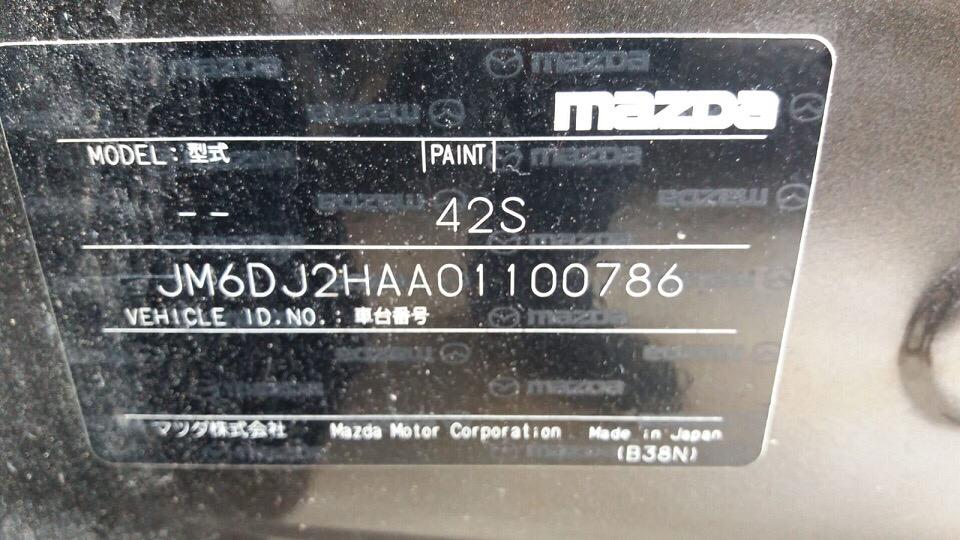 mazda
MODEL: 型式 PAINT
-- 42S
JM6DJ2HAA01100786
VEHICLE ID.NO.: 車台番号
マツダ株式会社 Mazda Motor Corporation Made in Japan
(B38N)